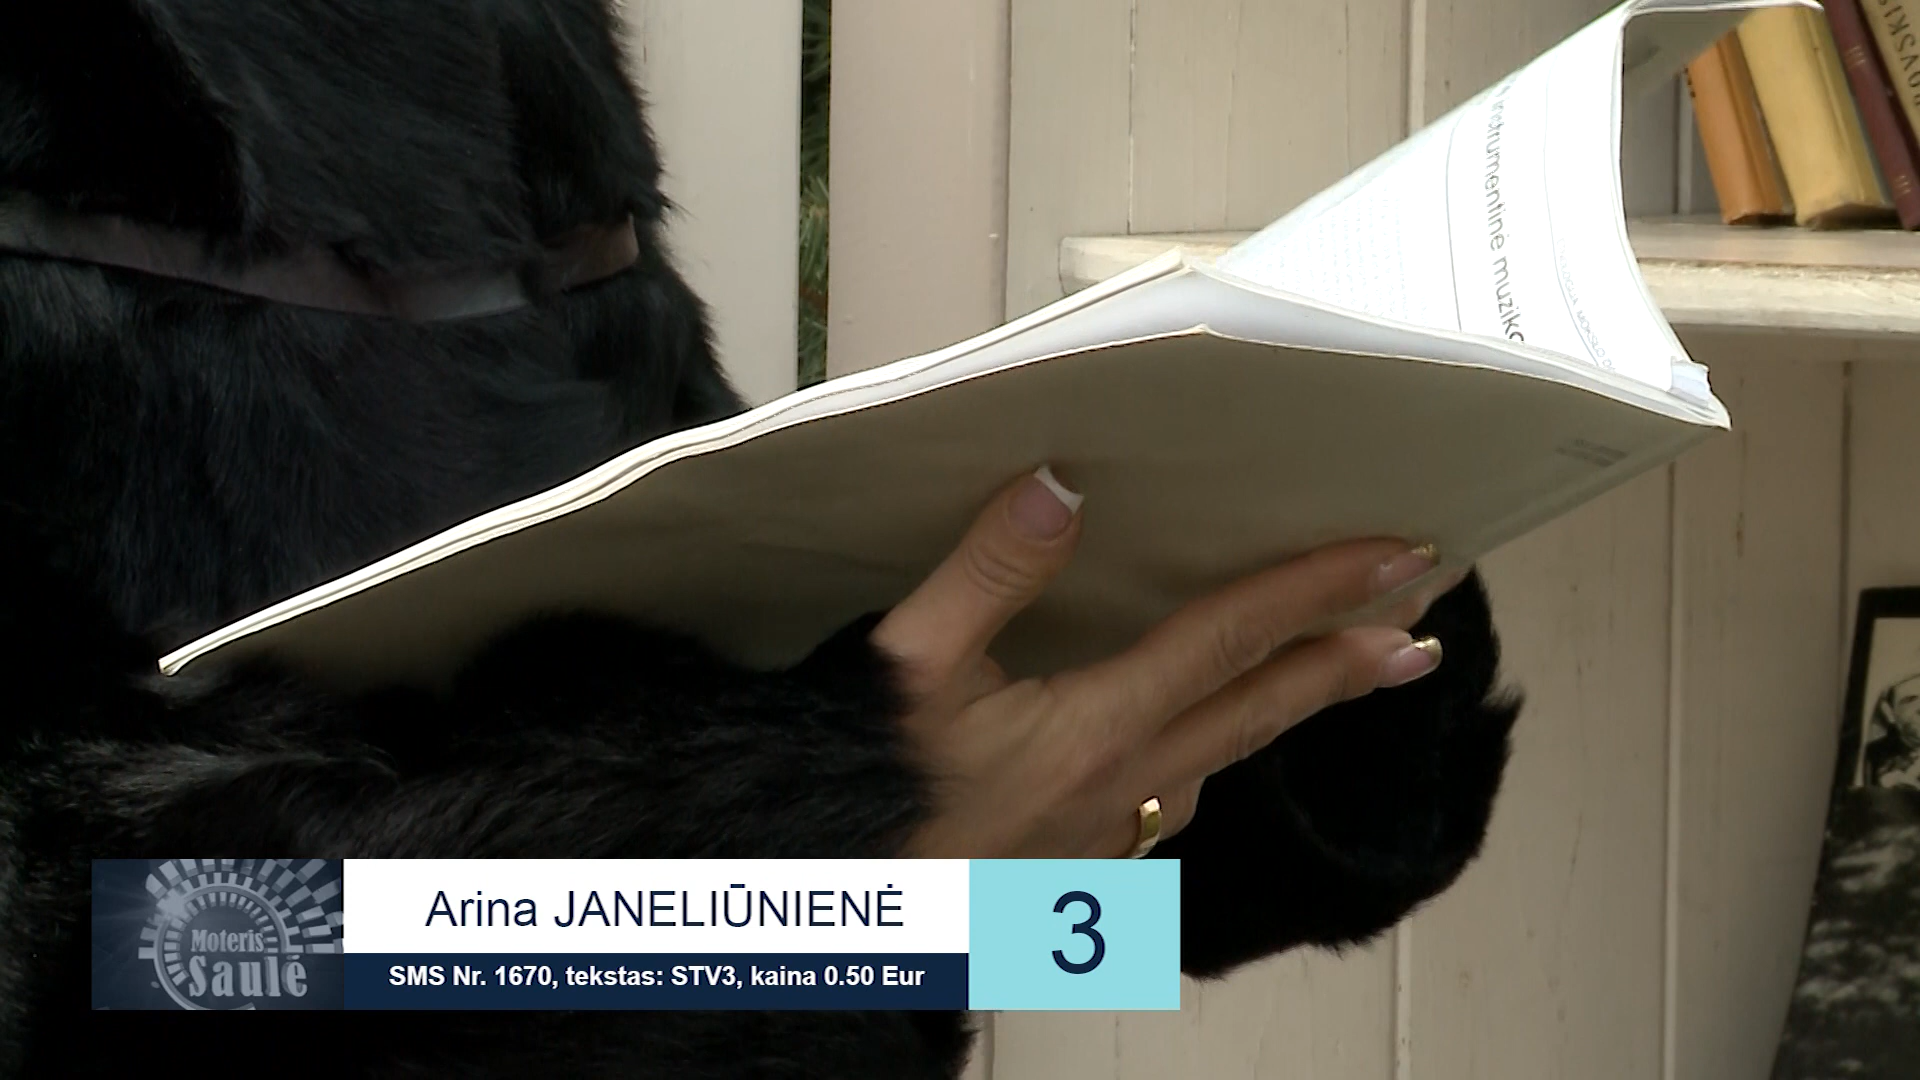 instrumentinė muzika
Arina JANELIŪNIENĖ
3
Moteris
Saulė
SMS Nr. 1670, tekstas: STV3, kaina 0.50 Eur